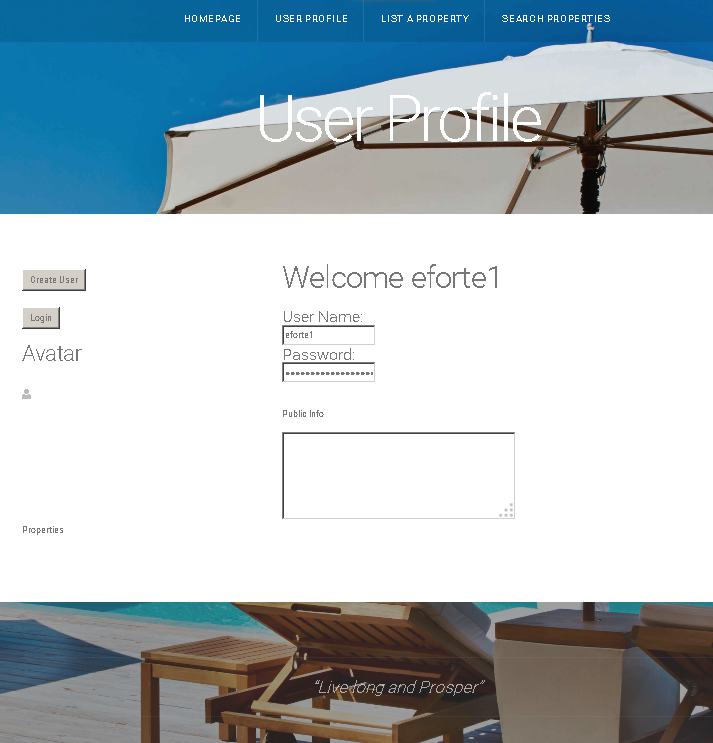 HOMEPAGE USER PROFILE LIST A PROPERTY SEARCH PROPERTIES
User Profile
Create User
Login
Avatar
Properties
Welcome eforte1
User Name:
eforte1
Password:
Public Info
"Live long and Prosper"